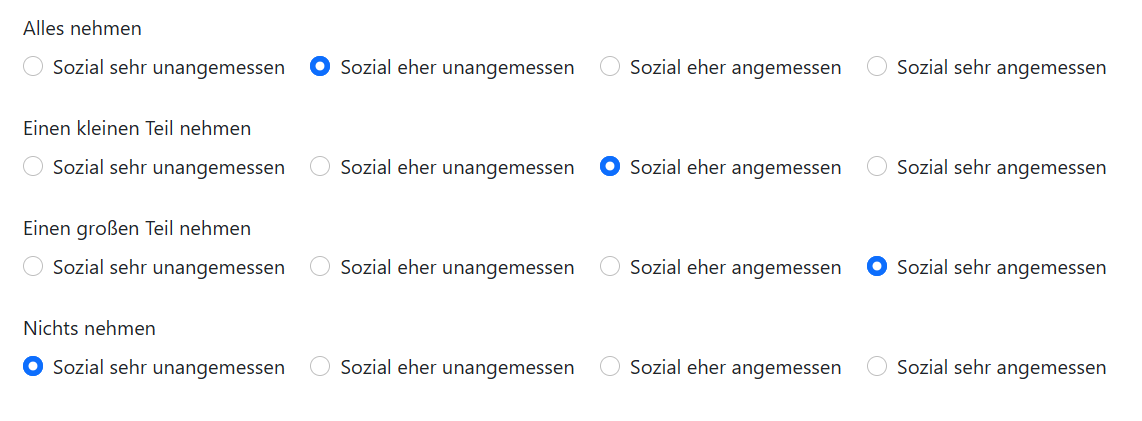 Alles nehmen
Sozial sehr unangemessen Sozial eher unangemessen Sozial eher angemessen Sozial sehr angemessen
Einen kleinen Teil nehmen
Sozial sehr unangemessen Sozial eher unangemessen Sozial eher angemessen Sozial sehr angemessen
Einen großen Teil nehmen
Sozial sehr unangemessen Sozial eher unangemessen Sozial eher angemessen Sozial sehr angemessen
Nichts nehmen
Sozial sehr unangemessen Sozial eher unangemessen Sozial eher angemessen Sozial sehr angemessen